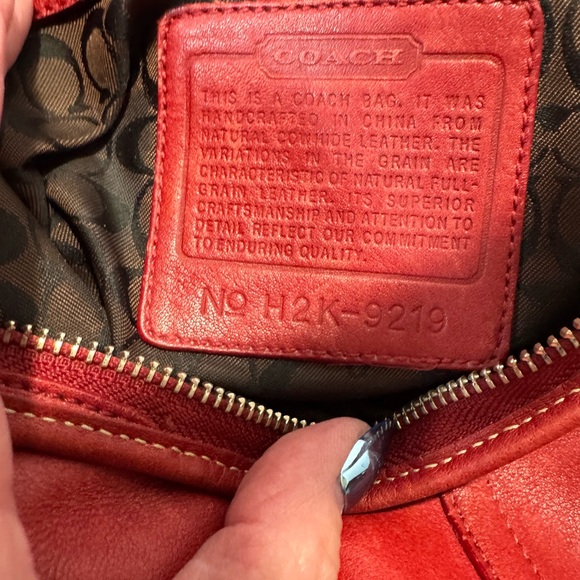 COACH
THIS IS A COACH BAG. IT WAS
HANDCRAFTED IN CHINA FROM
NATURAL COWHIDE LEATHER. THE
VARIATIONS IN THE GRAIN ARE
CHARACTERISTIC OF NATURAL FULL-
GRAIN LEATHER. ITS SUPERIOR
CRAFTSMANSHIP AND ATTENTION TO
DETAIL REFLECT OUR COMMITMENT
TO ENDURING QUALITY.
No H2K-9219